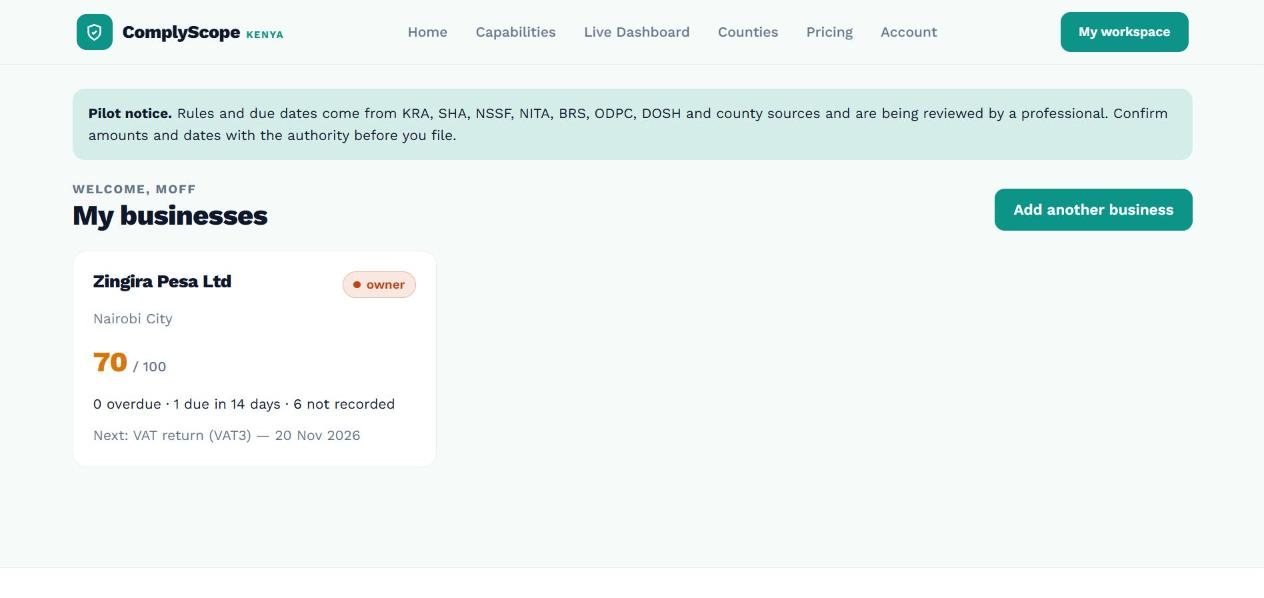 ComplyScope KENYA
Home Capabilities Live Dashboard Counties Pricing Account
My workspace
Pilot notice. Rules and due dates come from KRA, SHA, NSSF, NITA, BRS, ODPC, DOSH and county sources and are being reviewed by a professional. Confirm
amounts and dates with the authority before you file.
WELCOME, MOFF
My businesses
Add another business
Zingira Pesa Ltd
owner
Nairobi City
70 / 100
0 overdue · 1 due in 14 days · 6 not recorded
Next: VAT return (VAT3) — 20 Nov 2026